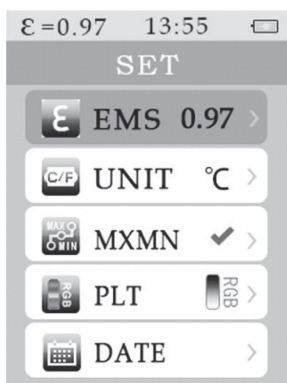 ε=0.97 13:55
SET
ε EMS 0.97
C/F UNIT ℃
MAX MIN MXMN
RGB PLT RGB
DATE